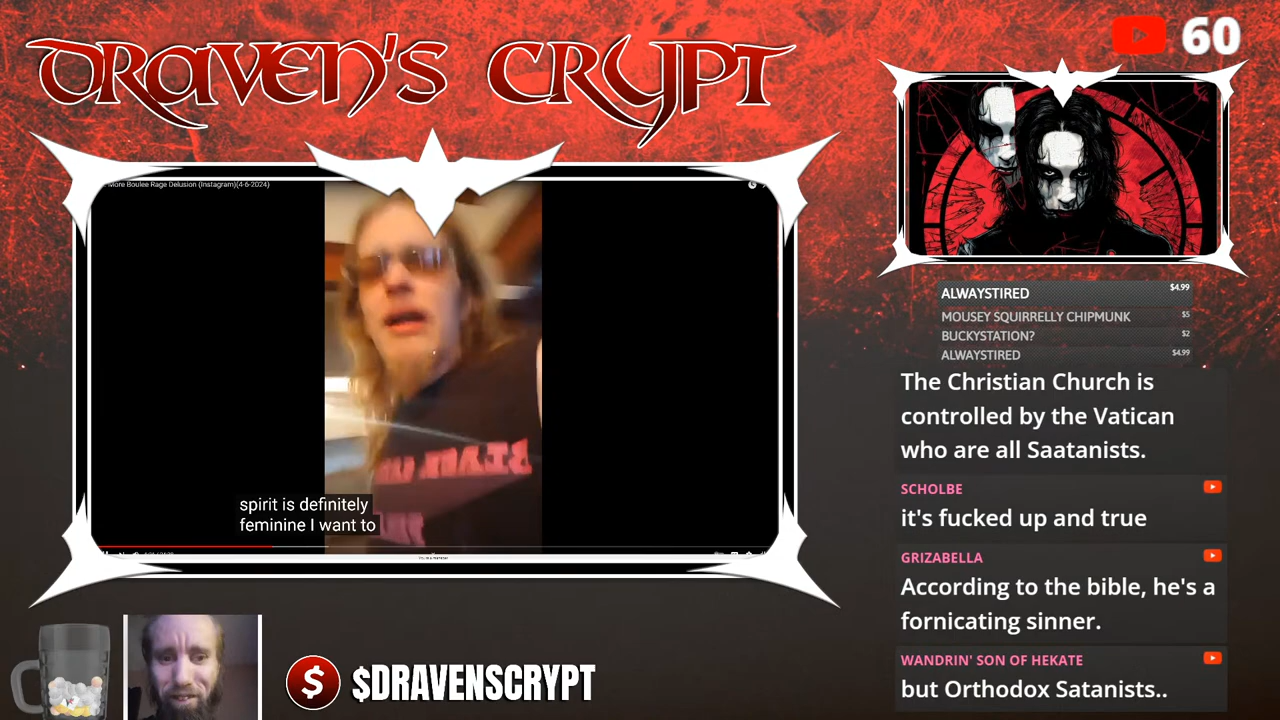 DRAVEN'S CRYPT
60
More Boulee Rage Delusion (Instagram)(4-6-2024)
spirit is definitely
feminine I want to
$DRAVENSCRYPT
ALWAYSTIRED $4.99
MOUSEY SQUIRRELLY CHIPMUNK $5
BUCKYSTATION? $2
ALWAYSTIRED $4.99
The Christian Church is
controlled by the Vatican
who are all Saatanists.
SCHOLBE
it's fucked up and true
GRIZABELLA
According to the bible, he's a
fornicating sinner.
WANDRIN' SON OF HEKATE
but Orthodox Satanists..